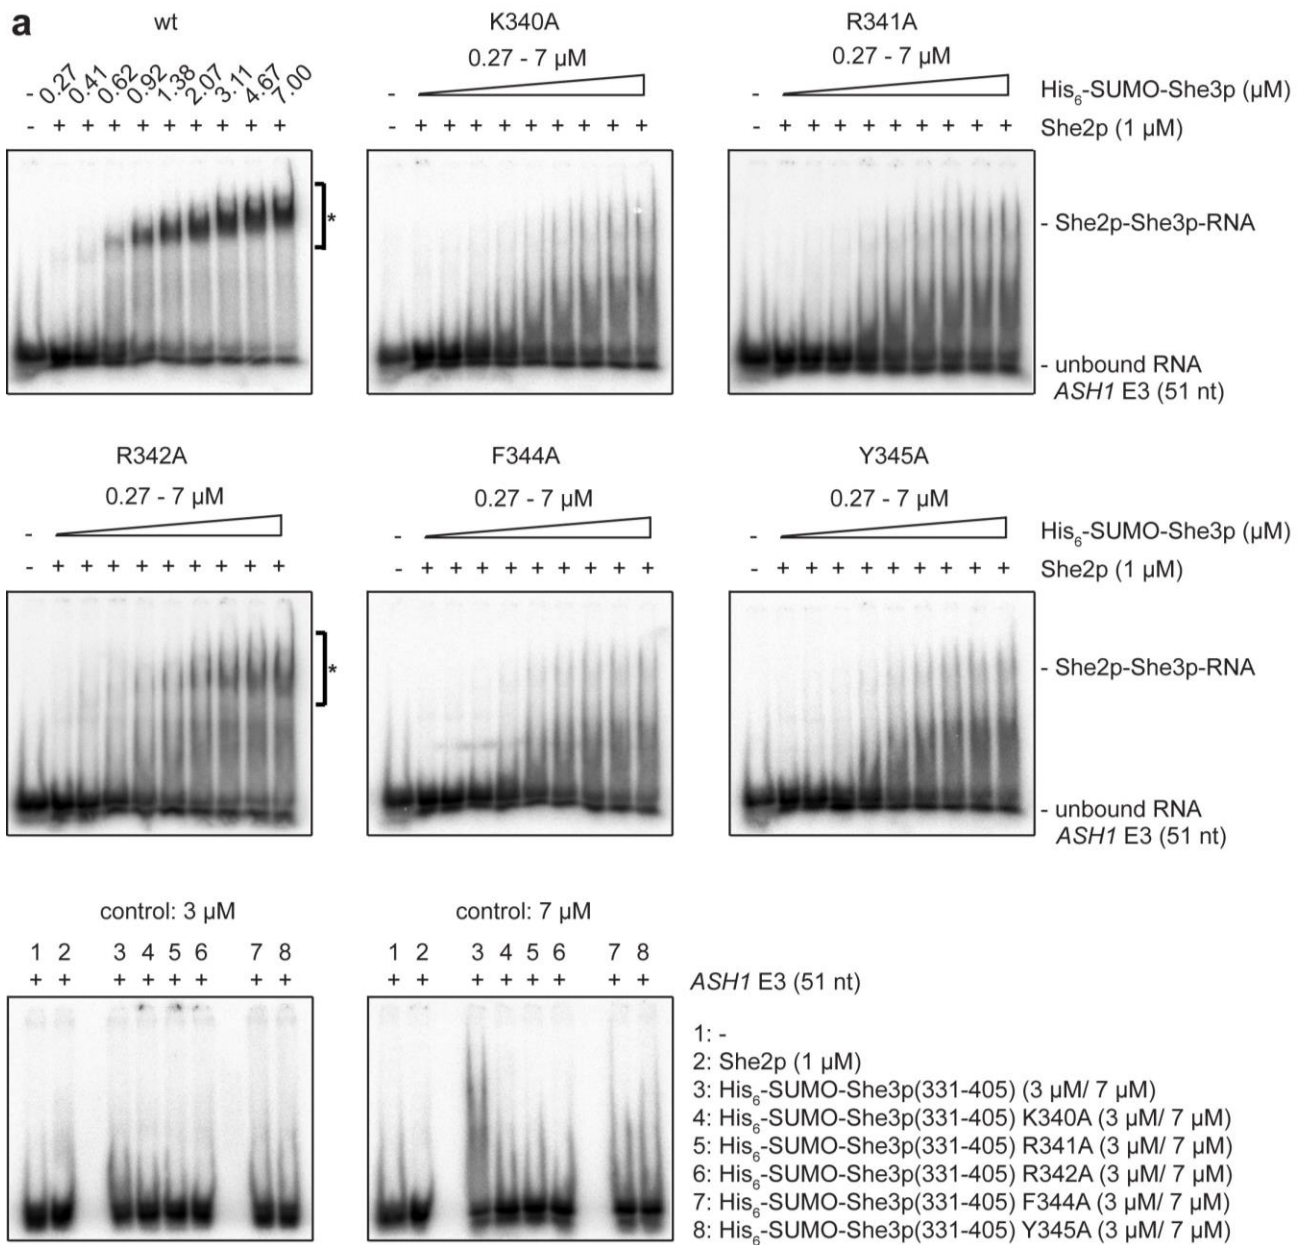 a
wt
K340A
R341A
0.27 - 7 µM
0.27 - 7 µM
- 0.27 0.41 0.62 0.92 1.38 2.07 3.11 4.67 7.00
-
-
His6-SUMO-She3p (µM)
- + + + + + + + + +
- + + + + + + + + +
- + + + + + + + + +
She2p (1 µM)
*
- She2p-She3p-RNA
- unbound RNA
ASH1 E3 (51 nt)
R342A
F344A
Y345A
0.27 - 7 µM
0.27 - 7 µM
0.27 - 7 µM
-
-
-
His6-SUMO-She3p (µM)
- + + + + + + + + +
- + + + + + + + + +
- + + + + + + + + +
She2p (1 µM)
*
- She2p-She3p-RNA
- unbound RNA
ASH1 E3 (51 nt)
control: 3 µM
control: 7 µM
1 2 3 4 5 6 7 8
1 2 3 4 5 6 7 8
+ + + + + + + +
+ + + + + + + +
ASH1 E3 (51 nt)
1: -
2: She2p (1 µM)
3: His6-SUMO-She3p(331-405) (3 µM/ 7 µM)
4: His6-SUMO-She3p(331-405) K340A (3 µM/ 7 µM)
5: His6-SUMO-She3p(331-405) R341A (3 µM/ 7 µM)
6: His6-SUMO-She3p(331-405) R342A (3 µM/ 7 µM)
7: His6-SUMO-She3p(331-405) F344A (3 µM/ 7 µM)
8: His6-SUMO-She3p(331-405) Y345A (3 µM/ 7 µM)